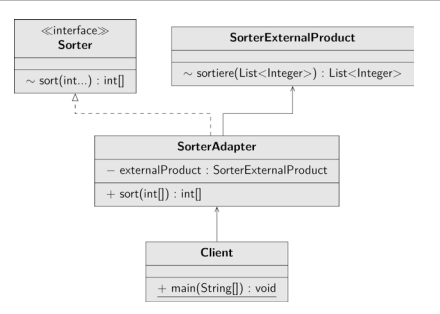 ≪interface≫
Sorter
∼ sort(int...) : int[]
SorterExternalProduct
∼ sortiere(List<Integer>) : List<Integer>
SorterAdapter
− externalProduct : SorterExternalProduct
+ sort(int[]) : int[]
Client
+ main(String[]) : void